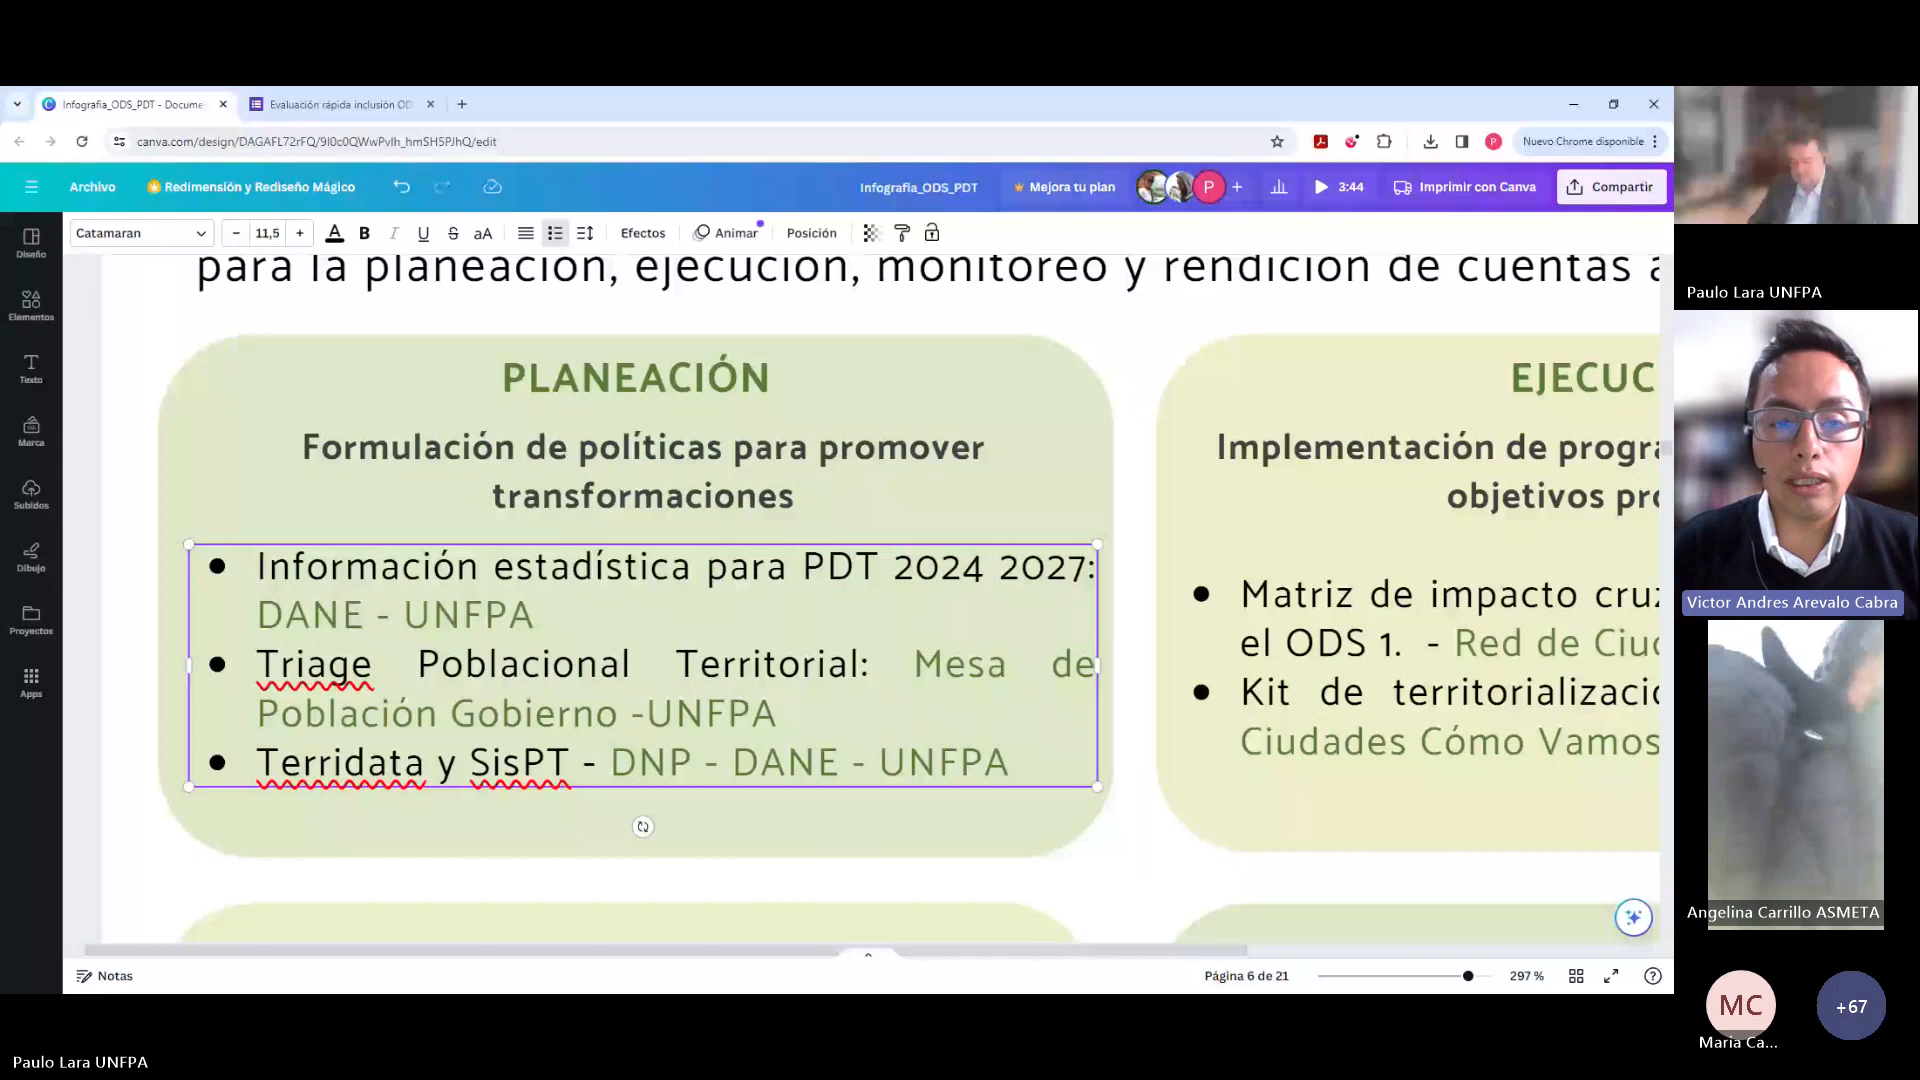 Infografia_ODS_PDT - Docume
Evaluación rápida inclusión OD
canva.com/design/DAGAFL72rFQ/9I0c0QWwPvIh_hmSH5PJhQ/edit
Nuevo Chrome disponible
Archivo
Redimensión y Rediseño Mágico
Infografia_ODS_PDT
Mejora tu plan
P
3:44
Imprimir con Canva
Compartir
Catamaran
11,5
Efectos
Animar
Posición
Diseño
Elementos
Texto
Marca
Subidos
Dibujo
Proyectos
Apps
para la planeación, ejecución, monitoreo y rendición de cuentas a
PLANEACIÓN
Formulación de políticas para promover
transformaciones
Información estadística para PDT 2024 2027:
DANE - UNFPA
Triage Poblacional Territorial: Mesa de
Población Gobierno -UNFPA
Terridata y SisPT - DNP - DANE - UNFPA
EJECUC
Implementación de progra
objetivos pro
Matriz de impacto cruz
el ODS 1. - Red de Ciuc
Kit de territorializació
Ciudades Cómo Vamos
Notas
Página 6 de 21
297 %
Paulo Lara UNFPA
Victor Andres Arevalo Cabra
Angelina Carrillo ASMETA
MC
+67
Maria Ca...
Paulo Lara UNFPA